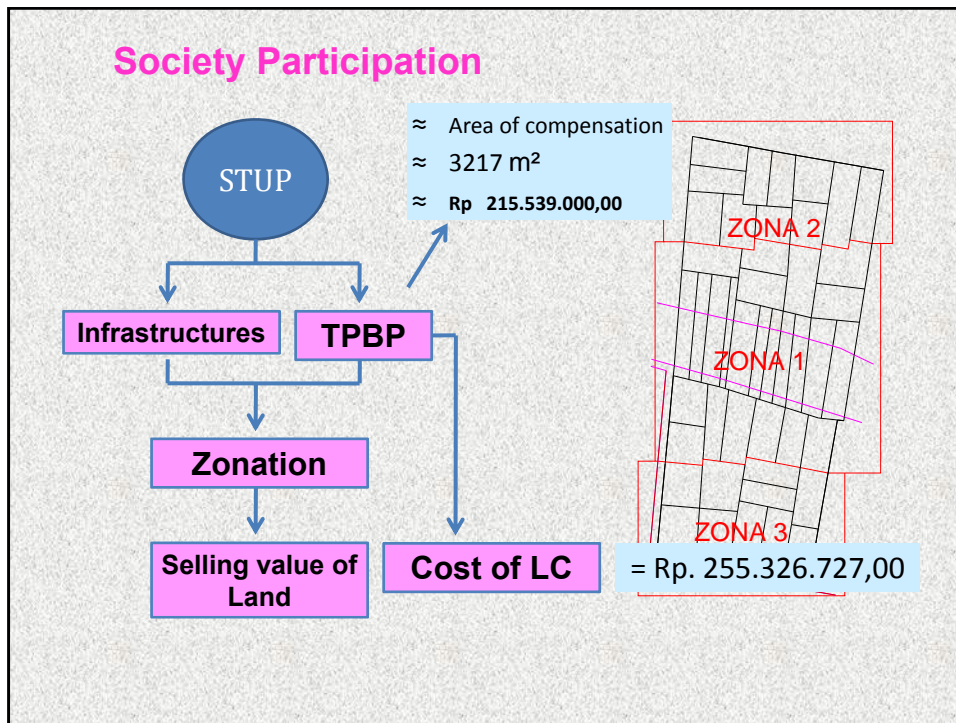 Society Participation
STUP
≈ Area of compensation
≈ 3217 m²
≈ Rp 215.539.000,00
Infrastructures
TPBP
Zonation
Selling value of
Land
Cost of LC
= Rp. 255.326.727,00
ZONA 2
ZONA 1
ZONA 3